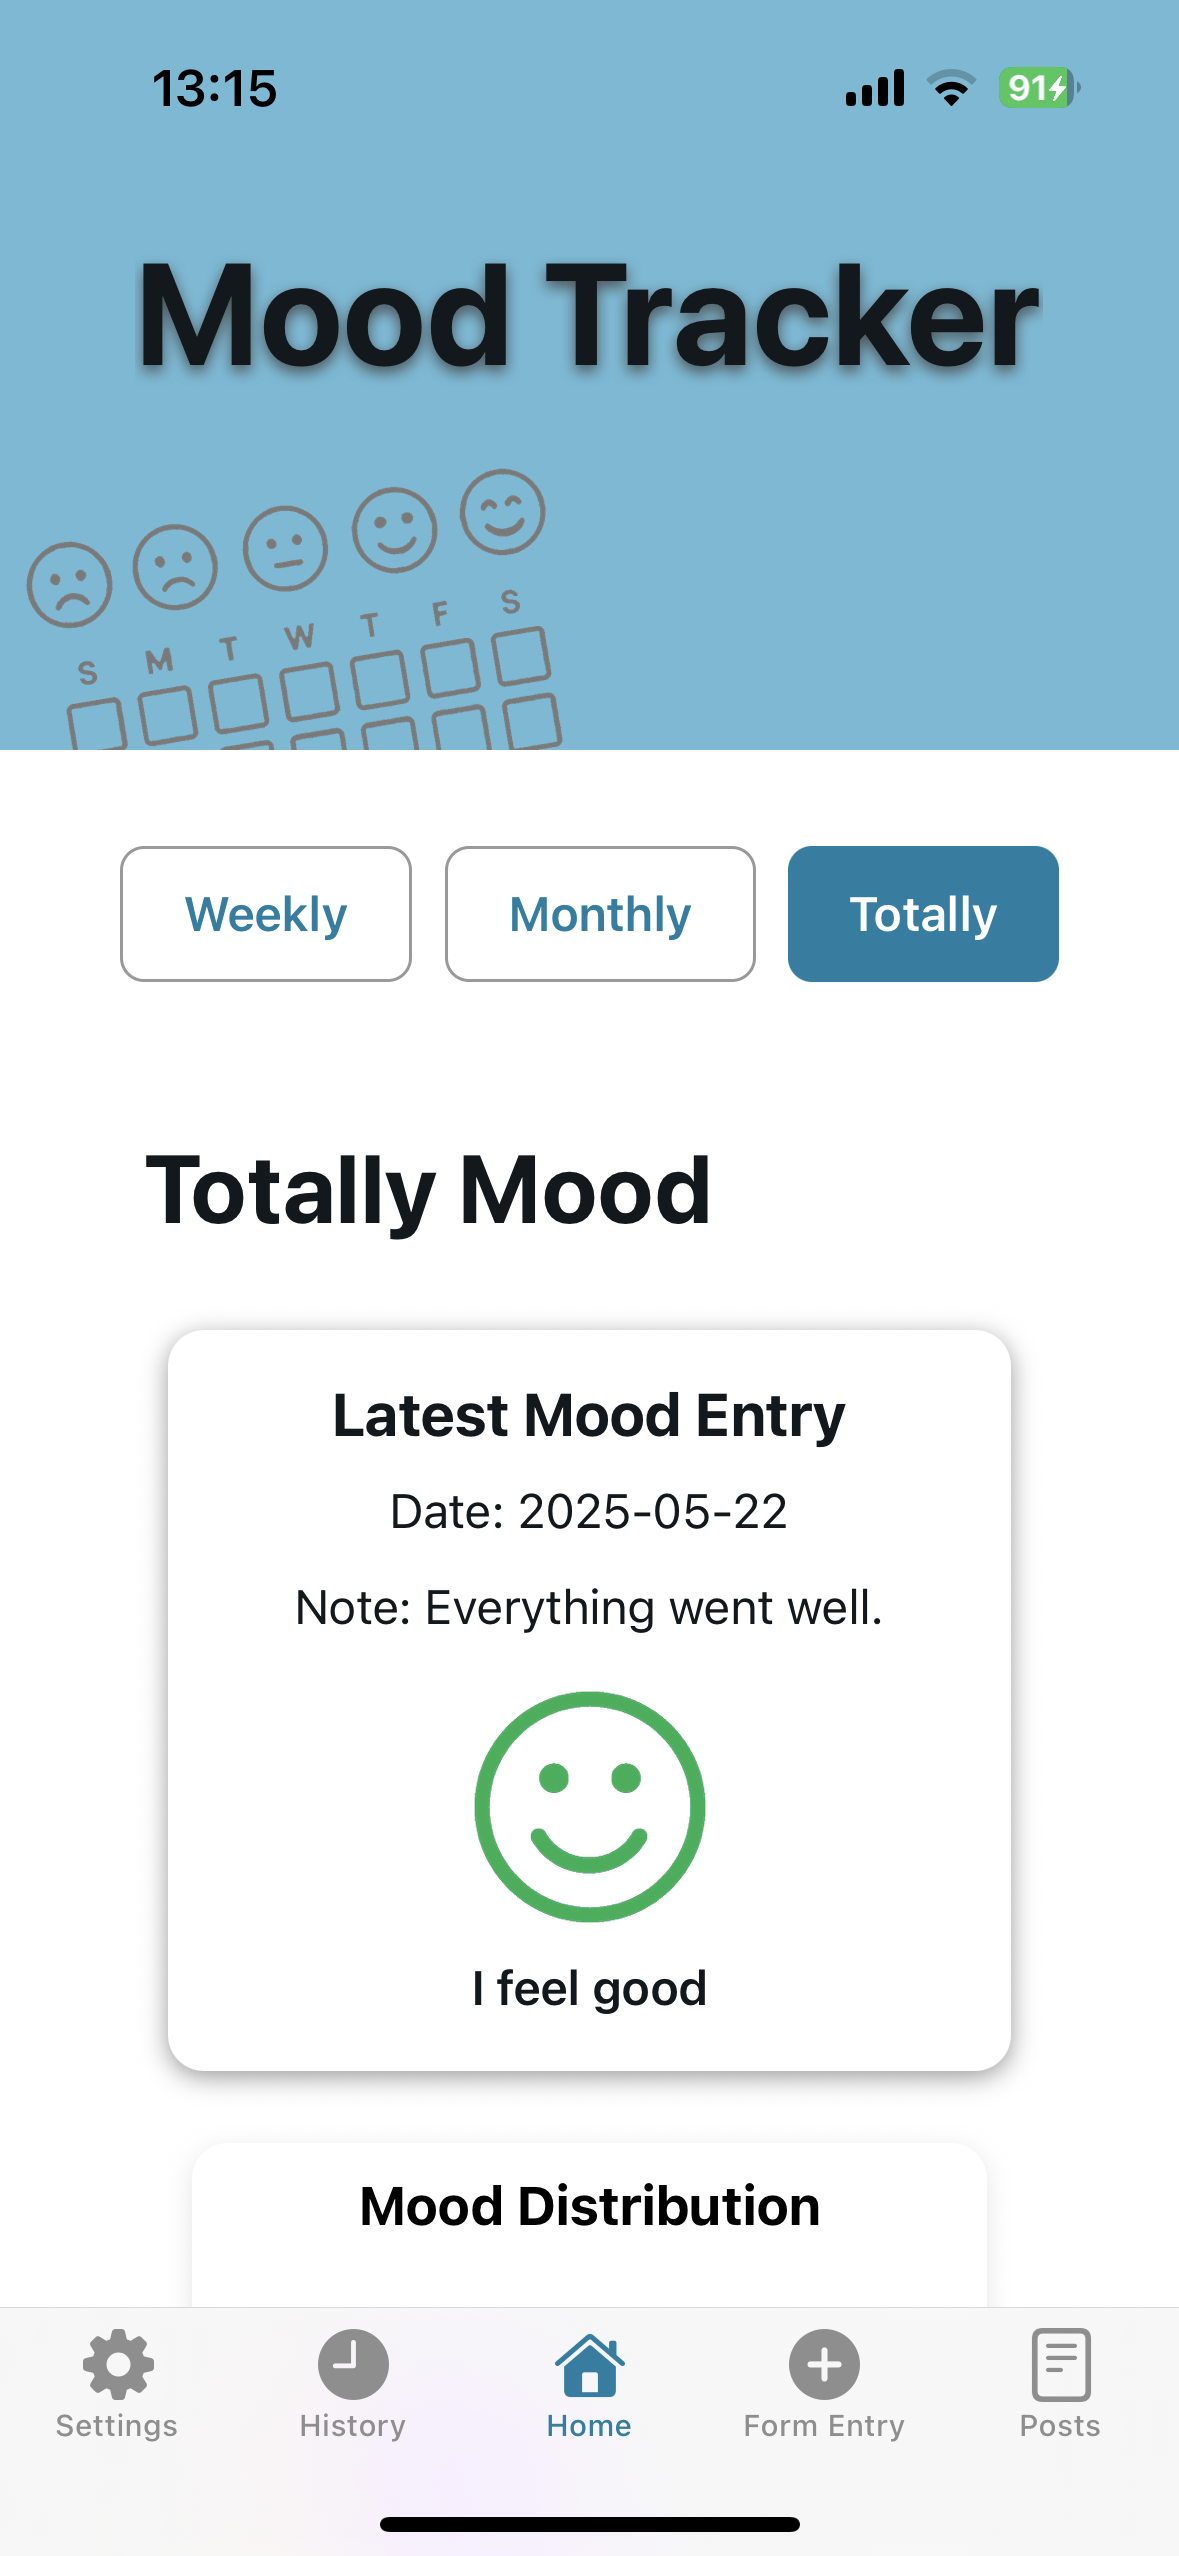 13:15
91
Mood Tracker
S M T W T F S
Weekly Monthly Totally
Totally Mood
Latest Mood Entry
Date: 2025-05-22
Note: Everything went well.
I feel good
Mood Distribution
Settings History Home Form Entry Posts